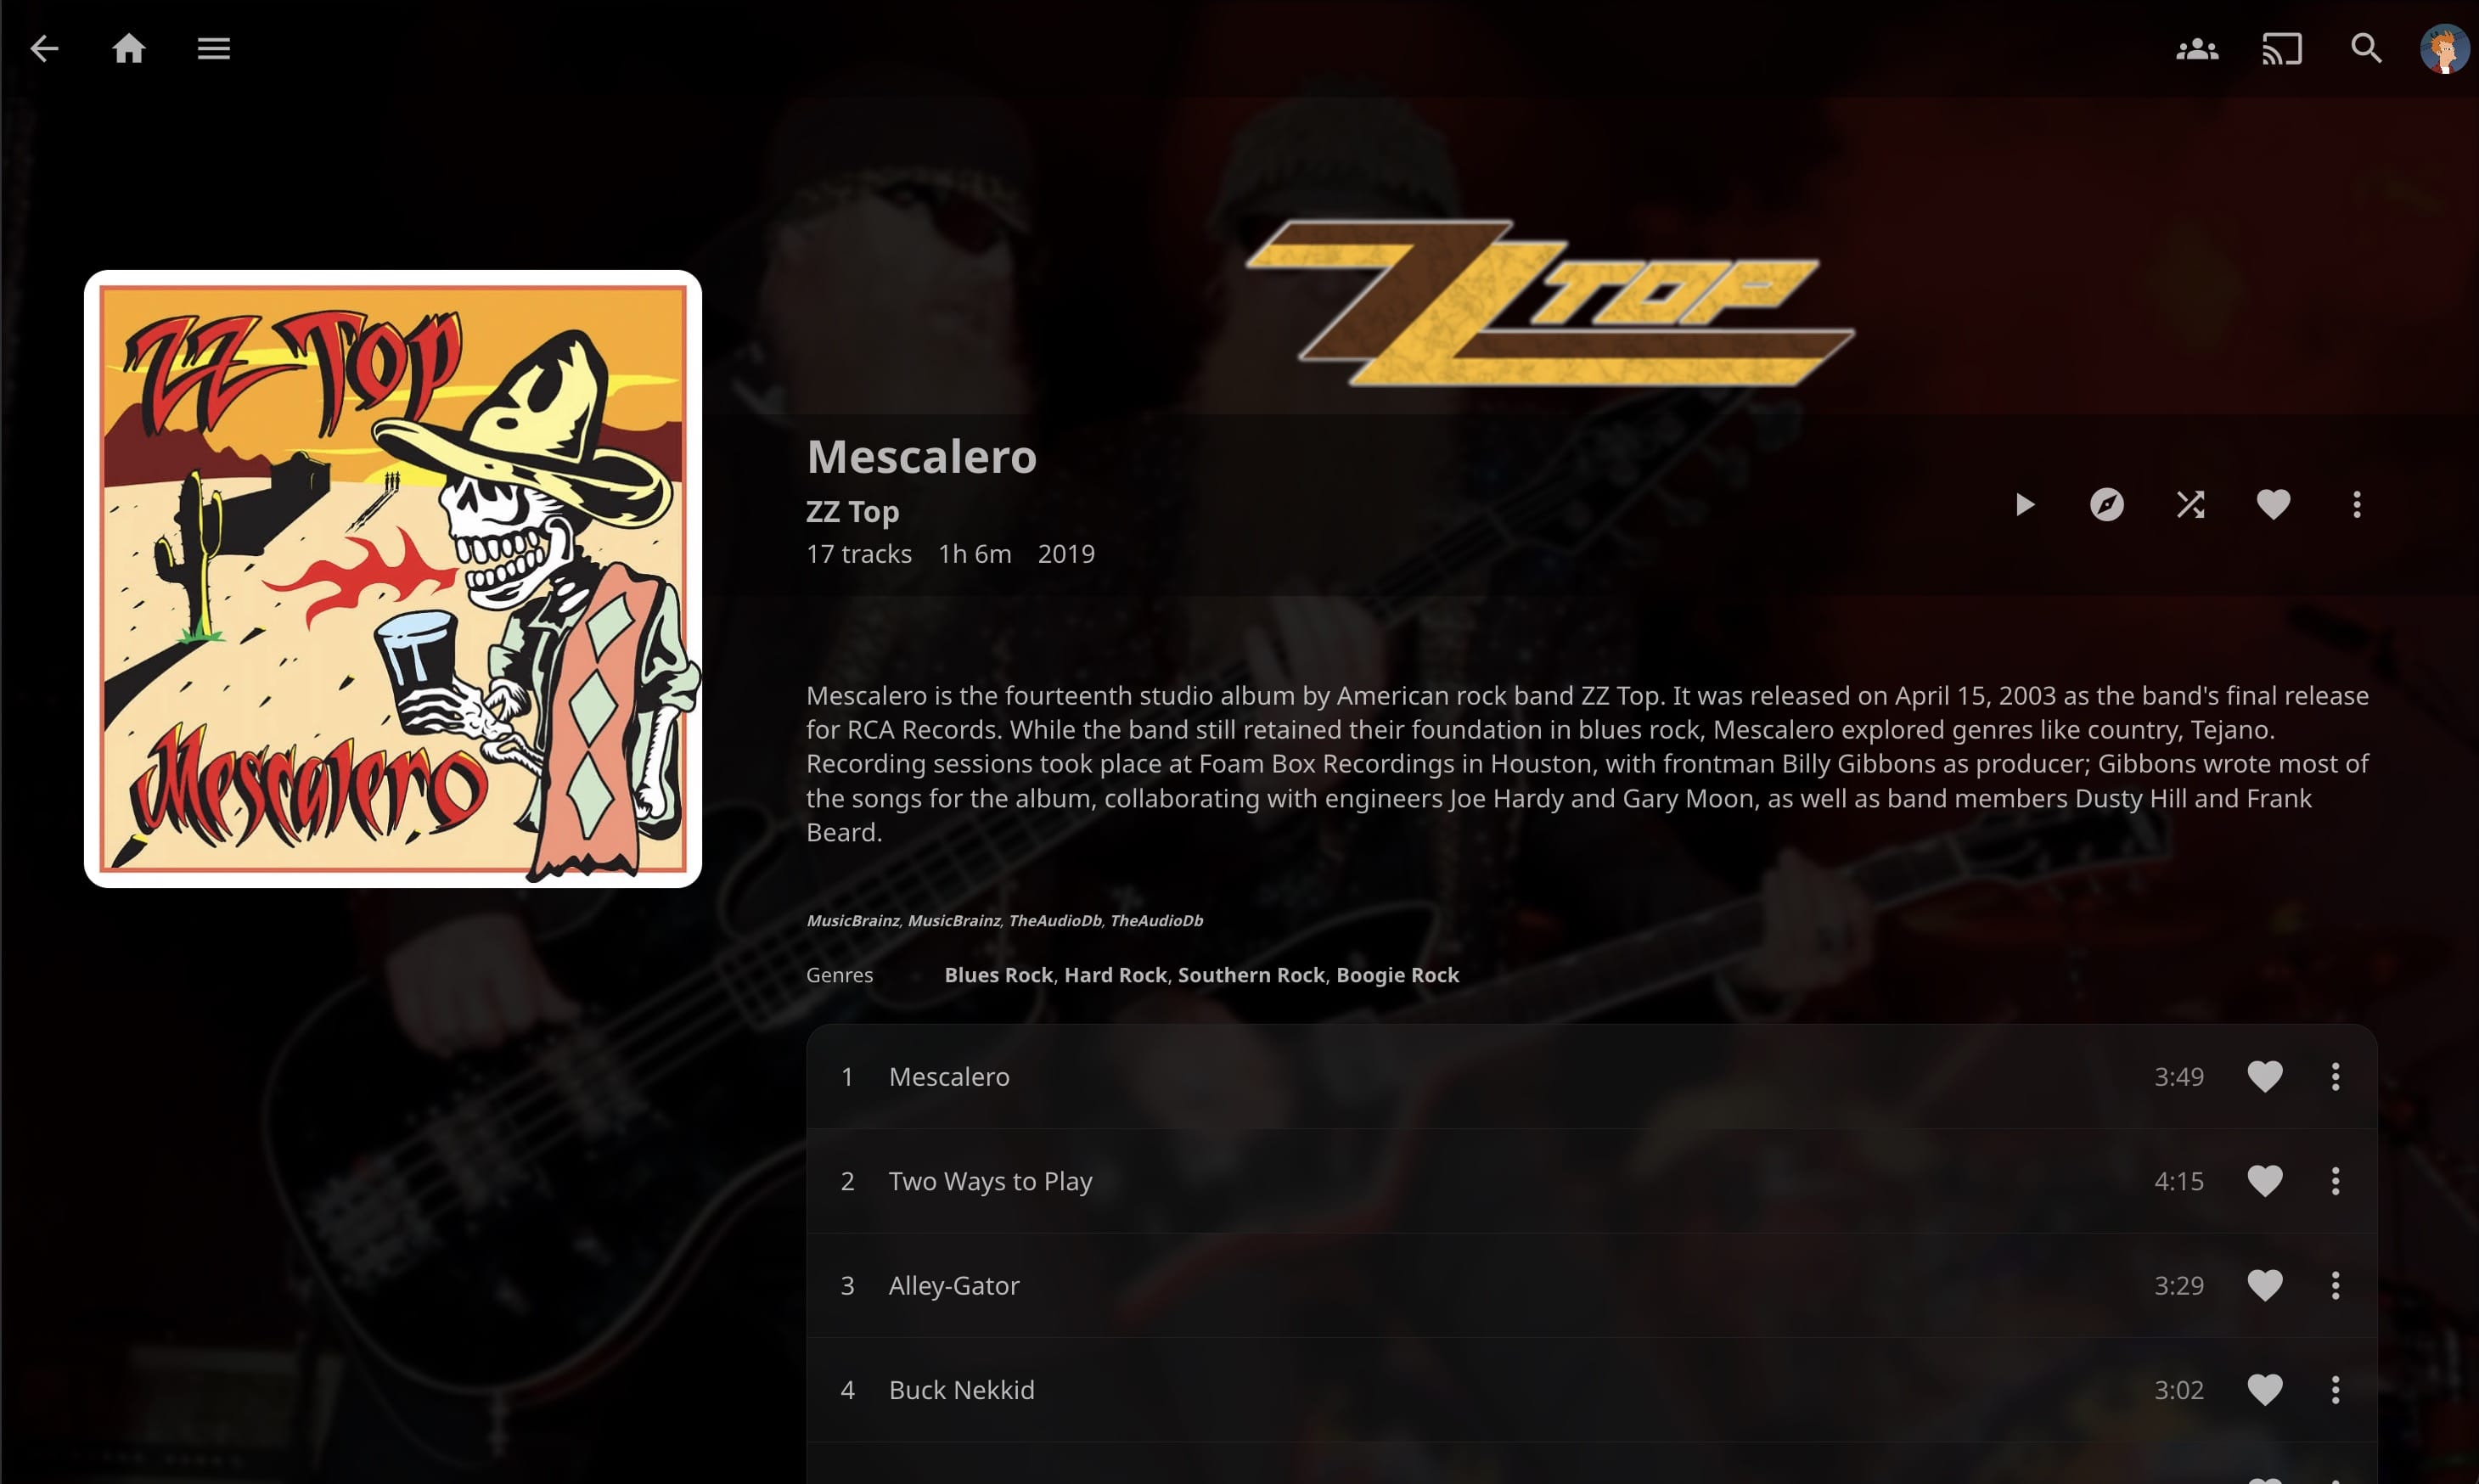 ZZ TOP
ZZ Top
Mescalero
Mescalero
ZZ Top
17 tracks 1h 6m 2019
Mescalero is the fourteenth studio album by American rock band ZZ Top. It was released on April 15, 2003 as the band's final release
for RCA Records. While the band still retained their foundation in blues rock, Mescalero explored genres like country, Tejano.
Recording sessions took place at Foam Box Recordings in Houston, with frontman Billy Gibbons as producer; Gibbons wrote most of
the songs for the album, collaborating with engineers Joe Hardy and Gary Moon, as well as band members Dusty Hill and Frank
Beard.
MusicBrainz, MusicBrainz, TheAudioDb, TheAudioDb
Genres Blues Rock, Hard Rock, Southern Rock, Boogie Rock
1 Mescalero 3:49
2 Two Ways to Play 4:15
3 Alley-Gator 3:29
4 Buck Nekkid 3:02